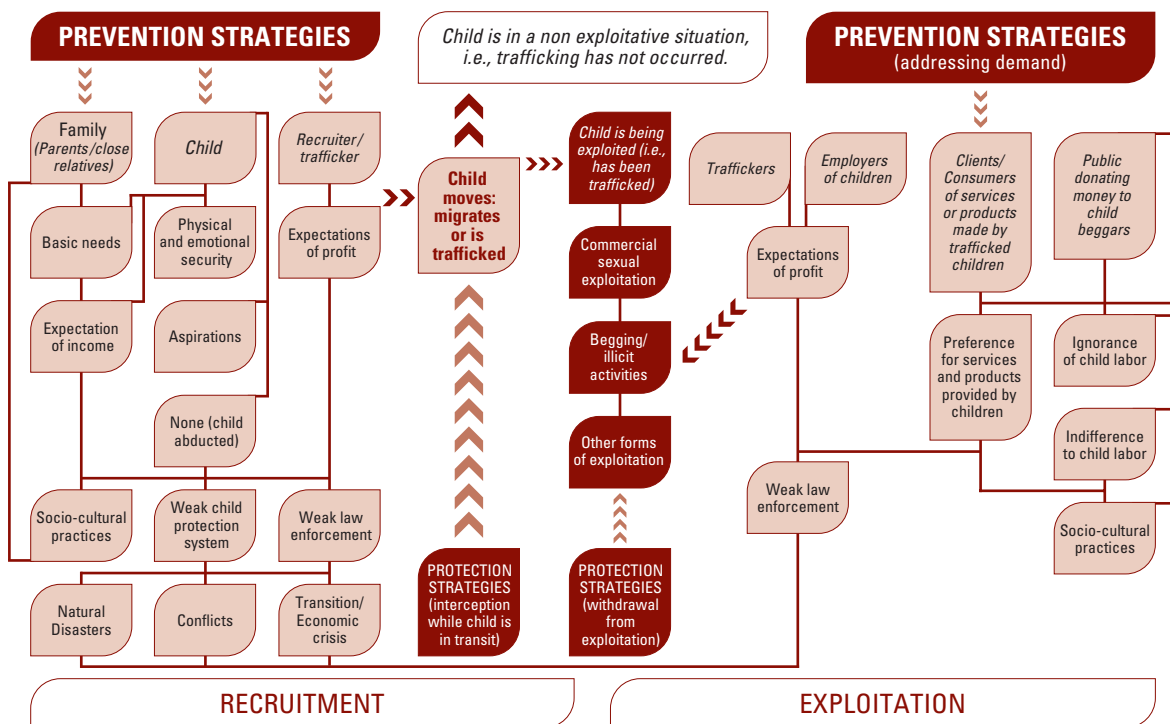 PREVENTION STRATEGIES
Child is in a non exploitative situation,
i.e., trafficking has not occurred.
PREVENTION STRATEGIES
(addressing demand)
Family
(Parents/close
relatives)
Child
Recruiter/
trafficker
Child
moves:
migrates
or is
trafficked
Child is being
exploited (i.e.,
has been
trafficked)
Traffickers
Employers
of children
Clients/
Consumers
of services
or products
made by
trafficked
children
Public
donating
money to
child
beggars
Basic needs
Physical
and emotional
security
Expectations
of profit
Commercial
sexual
exploitation
Expectations
of profit
Expectation
of income
Aspirations
Begging/
illicit
activities
Preference
for services
and products
provided by
children
Ignorance
of child labor
None (child
abducted)
Other forms
of exploitation
Indifference
to child labor
Socio-cultural
practices
Weak child
protection
system
Weak law
enforcement
Weak law
enforcement
Socio-cultural
practices
Natural
Disasters
Conflicts
Transition/
Economic
crisis
PROTECTION
STRATEGIES
(interception
while child is
in transit)
PROTECTION
STRATEGIES
(withdrawal
from
exploitation)
RECRUITMENT
EXPLOITATION